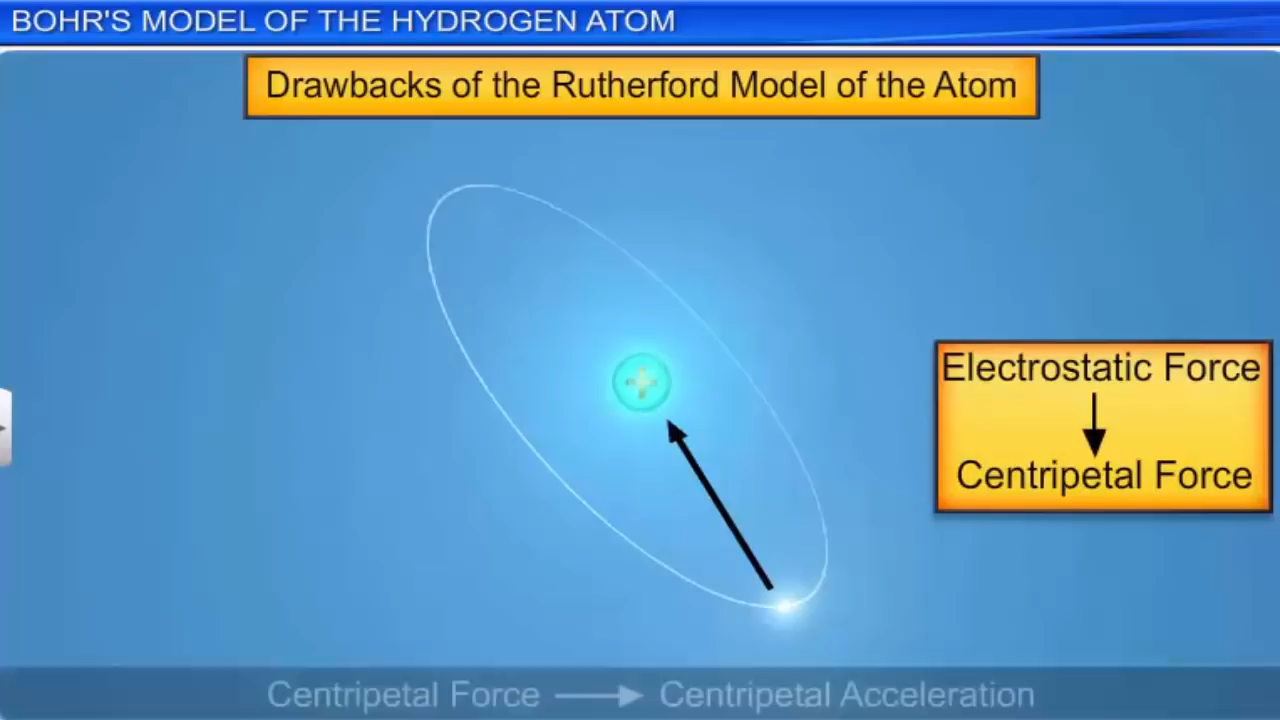 BOHR'S MODEL OF THE HYDROGEN ATOM
Drawbacks of the Rutherford Model of the Atom
+
Electrostatic Force
↓
Centripetal Force
Centripetal Force → Centripetal Acceleration